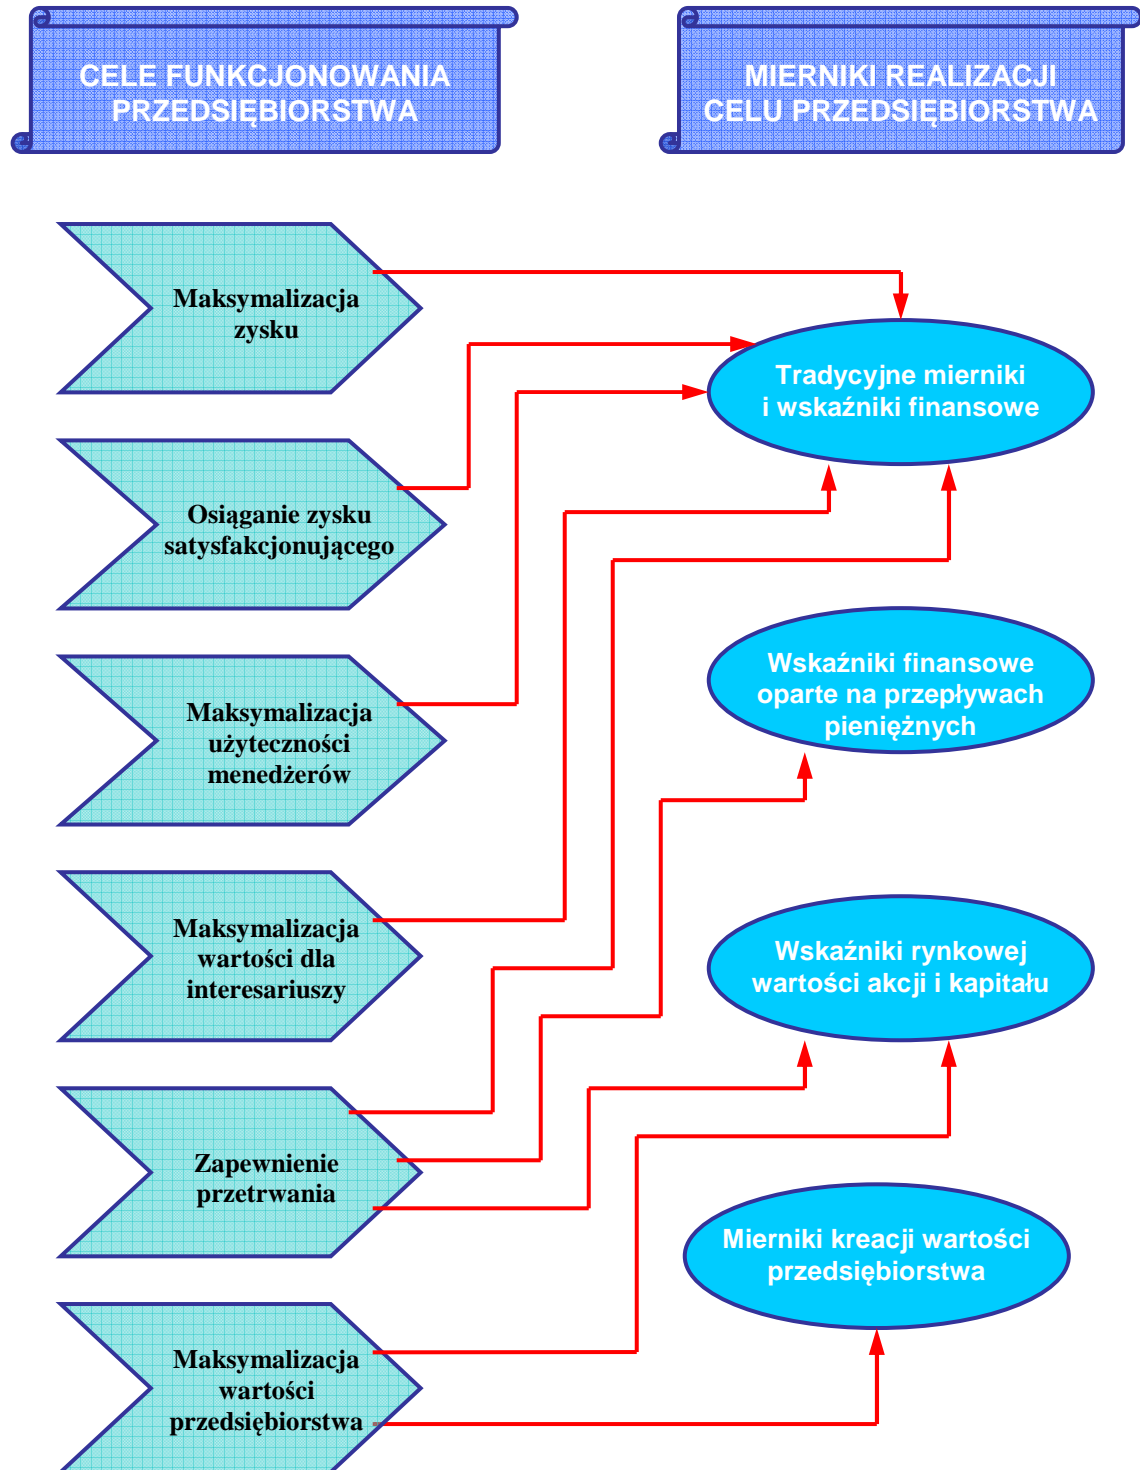 CELE FUNKCJONOWANIA
PRZEDSIĘBIORSTWA
MIERNIKI REALIZACJI
CELU PRZEDSIĘBIORSTWA
Maksymalizacja
zysku
Osiąganie zysku
satysfakcjonującego
Maksymalizacja
użyteczności
menedżerów
Maksymalizacja
wartości dla
interesariuszy
Zapewnienie
przetrwania
Maksymalizacja
wartości
przedsiębiorstwa
Tradycyjne mierniki
i wskaźniki finansowe
Wskaźniki finansowe
oparte na przepływach
pieniężnych
Wskaźniki rynkowej
wartości akcji i kapitału
Mierniki kreacji wartości
przedsiębiorstwa